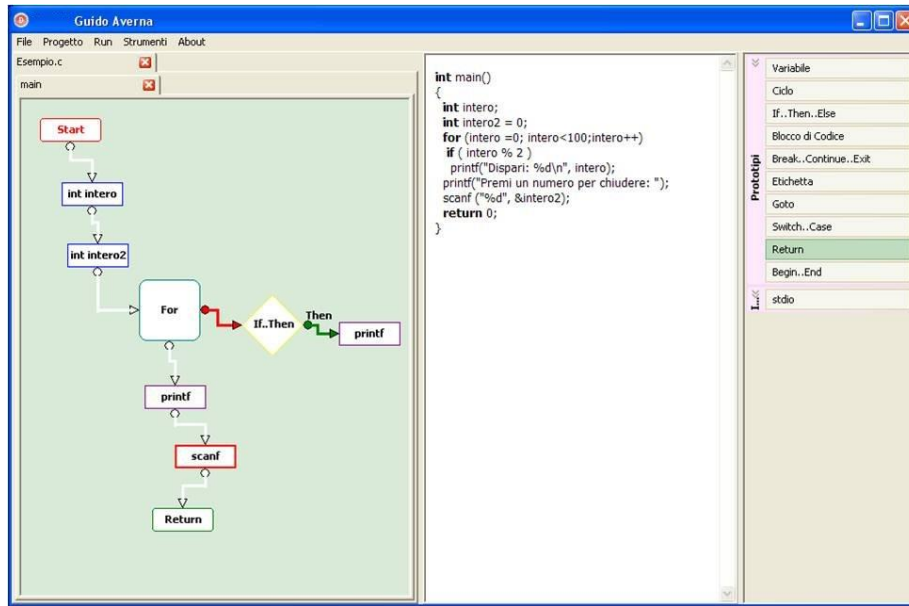 Guido Averna
File Progetto Run Strumenti About
Esempio.c
main
Start
int intero
int intero2
For
If..Then
Then
printf
printf
scanf
Return
int main()
{
int intero;
int intero2 = 0;
for (intero =0; intero<100;intero++)
if ( intero % 2 )
printf("Dispari: %d\n", intero);
printf("Premi un numero per chiudere: ");
scanf ("%d", &intero2);
return 0;
}
Prototipi
Variabile
Ciclo
If..Then..Else
Blocco di Codice
Break..Continue..Exit
Etichetta
Goto
Switch..Case
Return
Begin..End
I...
stdio